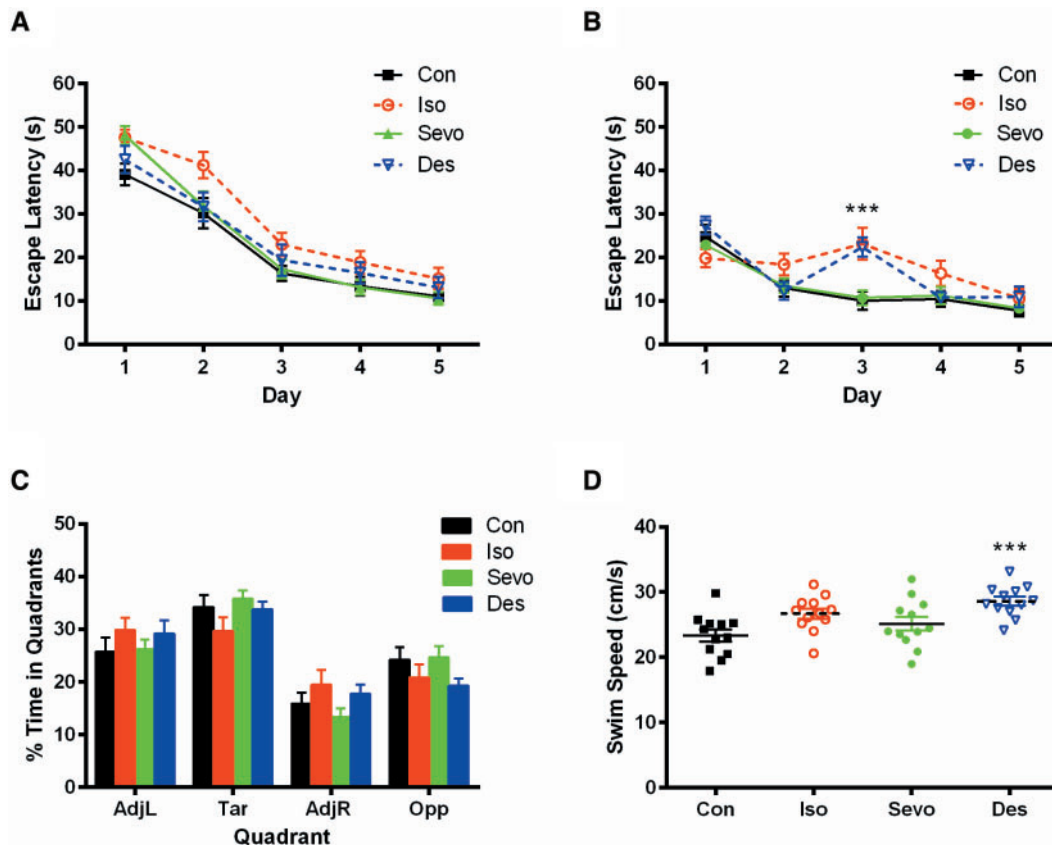 A
Con
Iso
Sevo
Des
Escape Latency (s)
60
50
40
30
20
10
0
1 2 3 4 5
Day
B
Con
Iso
Sevo
Des
***
Escape Latency (s)
60
50
40
30
20
10
0
1 2 3 4 5
Day
C
Con
Iso
Sevo
Des
% Time in Quadrants
50
40
30
20
10
0
AdjL Tar AdjR Opp
Quadrant
D
***
Swim Speed (cm/s)
40
30
20
10
0
Con Iso Sevo Des